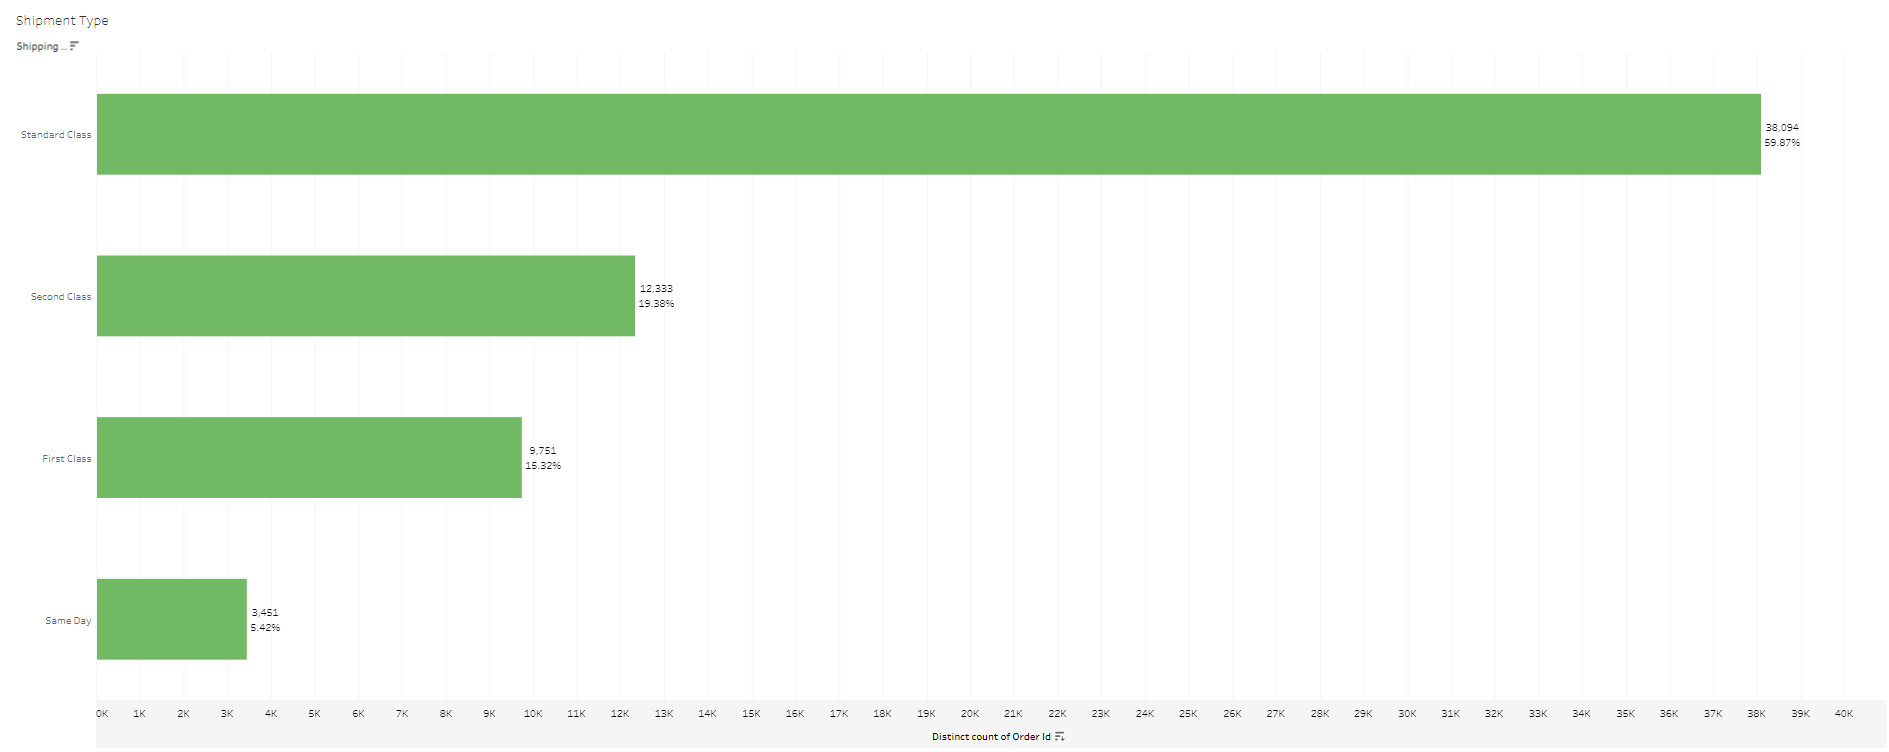 Shipment Type
Shipping ..
Standard Class
38,094
59.87%
Second Class
12,333
19.38%
First Class
9,751
15.32%
Same Day
3,451
5.42%
0K 1K 2K 3K 4K 5K 6K 7K 8K 9K 10K 11K 12K 13K 14K 15K 16K 17K 18K 19K 20K 21K 22K 23K 24K 25K 26K 27K 28K 29K 30K 31K 32K 33K 34K 35K 36K 37K 38K 39K 40K
Distinct count of Order Id